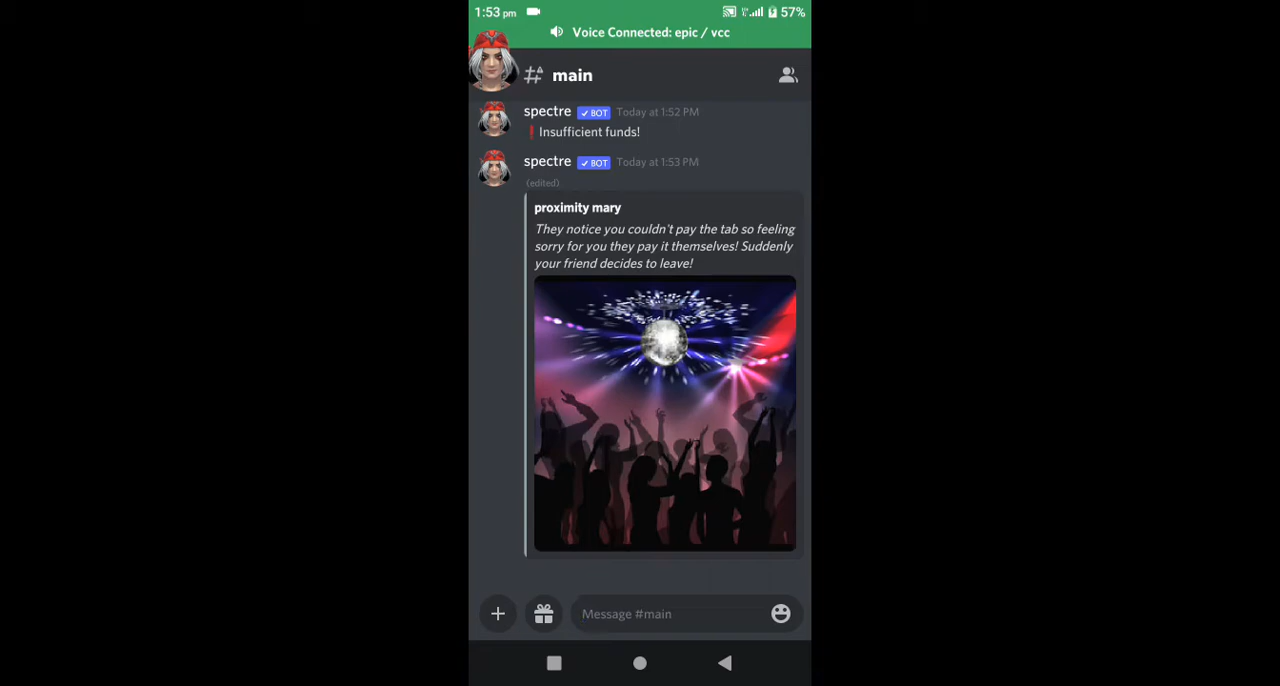 1:53 pm 57%
Voice Connected: epic / vcc
main
spectre BOT Today at 1:52 PM
❗Insufficient funds!
spectre BOT Today at 1:53 PM
(edited)
proximity mary
They notice you couldn't pay the tab so feeling
sorry for you they pay it themselves! Suddenly
your friend decides to leave!
Message #main